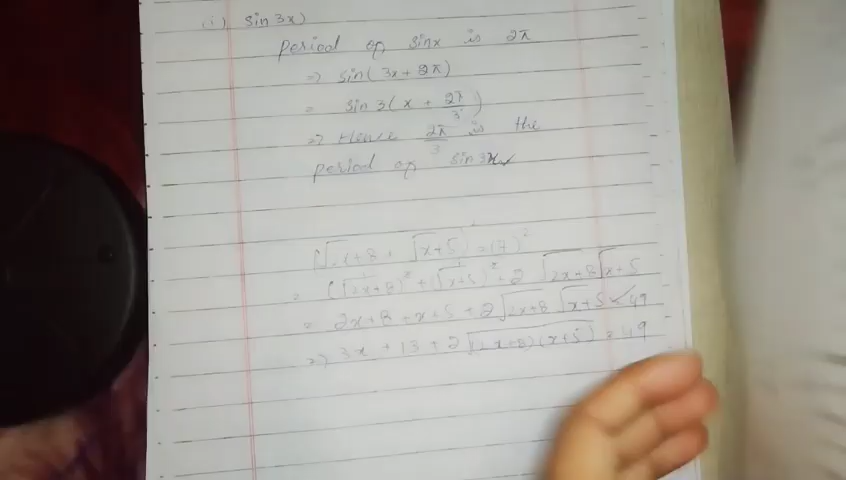 (i) sin 3x)
Period of sinx is 2π
⇒ sin( 3x + 2π)
= sin 3( x + 2π/3 )
⇒ Hence 2π/3 is the
period of sin 3x
(√2x+8 + √x+5 = (7)²
= (√2x+8)² + (√x+5)² + 2 √2x+8 √x+5
= 2x+8 + x+5 + 2 √2x+8 √x+5 = 49
⇒ 3x + 13 + 2 √(2x+8)(x+5) = 49